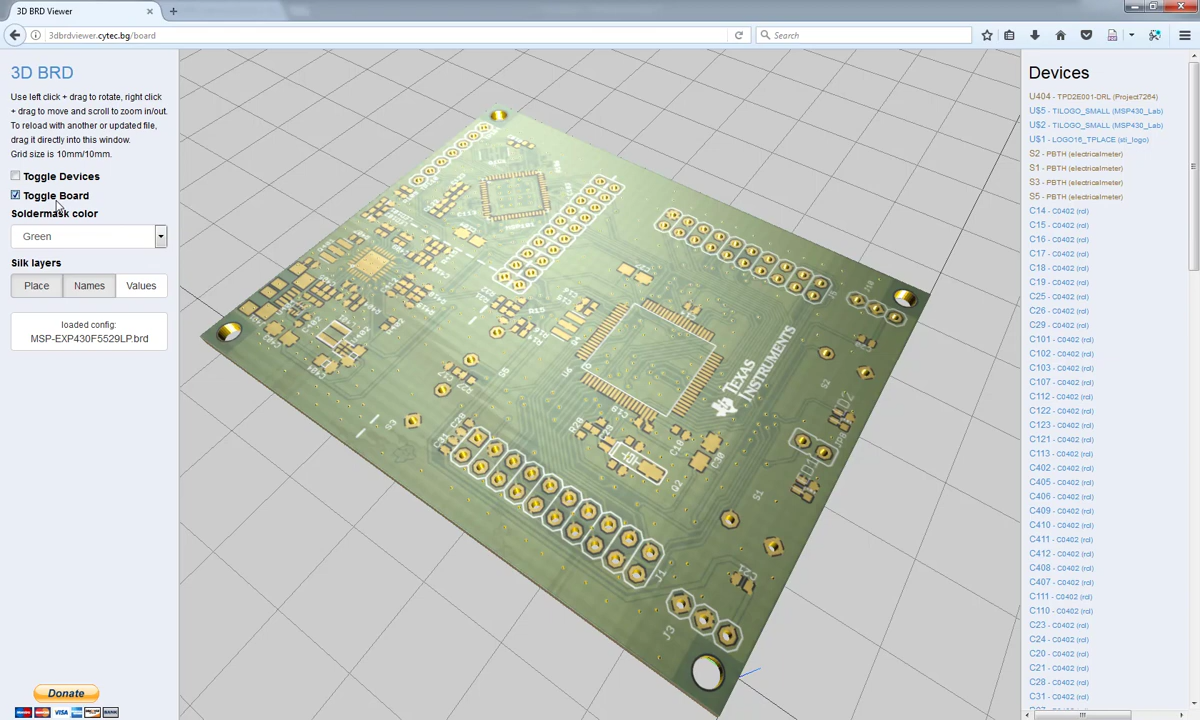 3D BRD Viewer
3dbrdviewer.cytec.bg/board
Search
3D BRD
Use left click + drag to rotate, right click
+ drag to move and scroll to zoom in/out.
To reload with another or updated file,
drag it directly into this window.
Grid size is 10mm/10mm.
Toggle Devices
Toggle Board
Soldermask color
Green
Silk layers
Place Names Values
loaded config:
MSP-EXP430F5529LP.brd
Donate
VISA
TEXAS
INSTRUMENTS
J1
J3
S1
S2
Q2
C30
Devices
U404 - TPD2E001-DRL (Project7264)
U$5 - TILOGO_SMALL (MSP430_Lab)
U$2 - TILOGO_SMALL (MSP430_Lab)
U$1 - LOGO16_TPLACE (sti_logo)
S2 - PBTH (electricalmeter)
S1 - PBTH (electricalmeter)
S3 - PBTH (electricalmeter)
S5 - PBTH (electricalmeter)
C14 - C0402 (rcl)
C15 - C0402 (rcl)
C16 - C0402 (rcl)
C17 - C0402 (rcl)
C18 - C0402 (rcl)
C19 - C0402 (rcl)
C25 - C0402 (rcl)
C26 - C0402 (rcl)
C29 - C0402 (rcl)
C101 - C0402 (rcl)
C102 - C0402 (rcl)
C103 - C0402 (rcl)
C107 - C0402 (rcl)
C112 - C0402 (rcl)
C122 - C0402 (rcl)
C123 - C0402 (rcl)
C121 - C0402 (rcl)
C113 - C0402 (rcl)
C402 - C0402 (rcl)
C405 - C0402 (rcl)
C406 - C0402 (rcl)
C409 - C0402 (rcl)
C410 - C0402 (rcl)
C411 - C0402 (rcl)
C412 - C0402 (rcl)
C408 - C0402 (rcl)
C407 - C0402 (rcl)
C111 - C0402 (rcl)
C110 - C0402 (rcl)
C23 - C0402 (rcl)
C24 - C0402 (rcl)
C20 - C0402 (rcl)
C21 - C0402 (rcl)
C28 - C0402 (rcl)
C31 - C0402 (rcl)